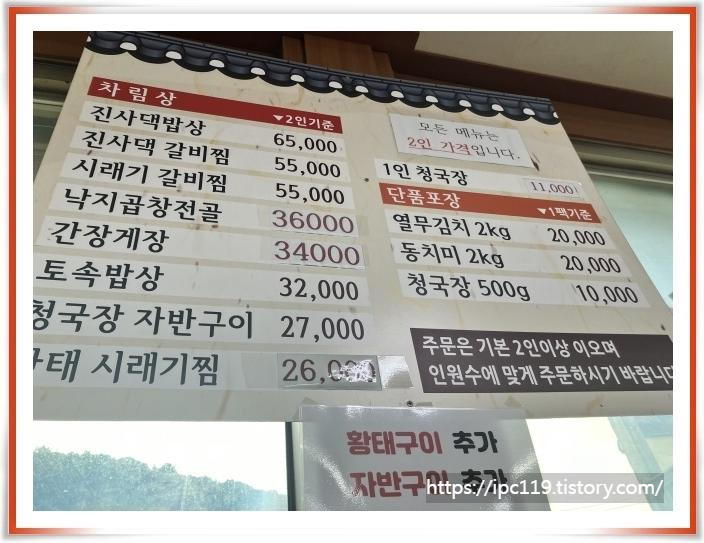 차림상 ▼2인기준
진사댁밥상 65,000
진사댁 갈비찜 55,000
시래기 갈비찜 55,000
낙지곱창전골 36000
간장게장 34000
토속밥상 32,000
청국장 자반구이 27,000
시래기찜
모든 메뉴는
2인 가격입니다.
1인 청국장 11,000
단품포장 ▼1팩기준
열무김치 2kg 20,000
동치미 2kg 20,000
청국장 500g 10,000
주문은 기본 2인이상 이오며
인원수에 맞게 주문하시기 바랍니다
황태구이 추가
자반구이 추가
https://ipc119.tistory.com/